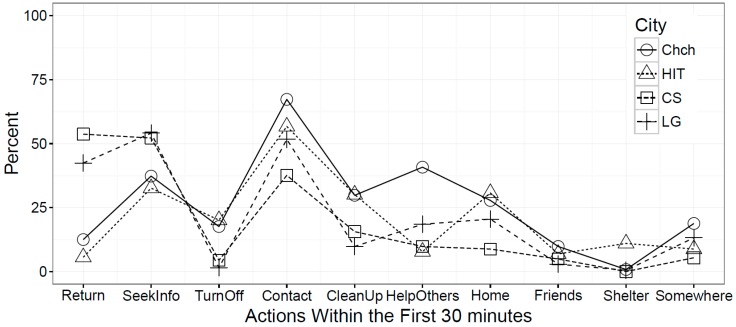 100
75
50
25
0
Percent
City
Chch
HIT
CS
LG
Return SeekInfo TurnOff Contact CleanUp HelpOthers Home Friends Shelter Somewhere
Actions Within the First 30 minutes